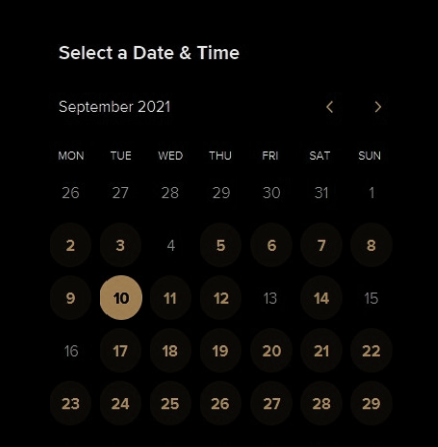 Select a Date & Time
September 2021
MON TUE WED THU FRI SAT SUN
26 27 28 29 30 31 1
2 3 4 5 6 7 8
9 10 11 12 13 14 15
16 17 18 19 20 21 22
23 24 25 26 27 28 29